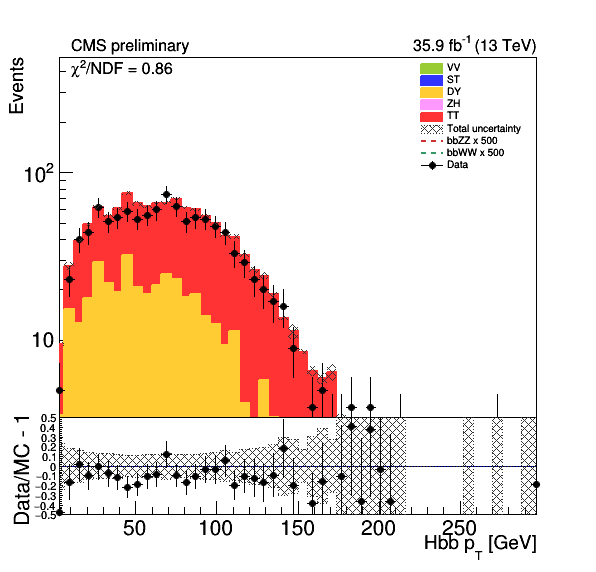 CMS preliminary
35.9 fb⁻¹ (13 TeV)
χ²/NDF = 0.86
Events
VV
ST
DY
ZH
TT
Total uncertainty
bbZZ x 500
bbWW x 500
Data
10²
10
Data/MC - 1
0.5
0.4
0.3
0.2
0.1
0
-0.1
-0.2
-0.3
-0.4
-0.5
50
100
150
200
250
Hbb p_T [GeV]